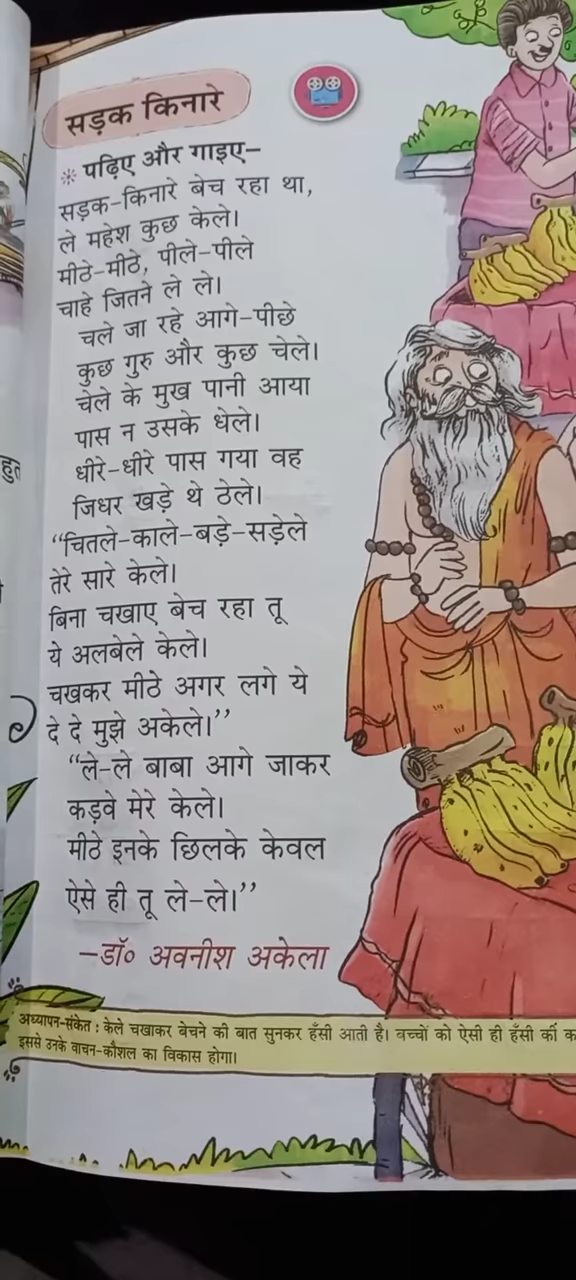 सड़क किनारे
* पढ़िए और गाइए–
सड़क-किनारे बेच रहा था,
ले महेश कुछ केले।
मीठे-मीठे, पीले-पीले
चाहे जितने ले ले।
चले जा रहे आगे-पीछे
कुछ गुरु और कुछ चेले।
चेले के मुख पानी आया
पास न उसके धेले।
धीरे-धीरे पास गया वह
जिधर खड़े थे ठेले।
“चितले-काले-बड़े-सड़ेले
तेरे सारे केले।
बिना चखाए बेच रहा तू
ये अलबेले केले।
चखकर मीठे अगर लगे ये
दे दे मुझे अकेले।”
“ले-ले बाबा आगे जाकर
कड़वे मेरे केले।
मीठे इनके छिलके केवल
ऐसे ही तू ले-ले।”
–डॉ० अवनीश अकेला
अध्यापन-संकेत : केले चखाकर बेचने की बात सुनकर हँसी आती है। बच्चों को ऐसी ही हँसी की
इससे उनके वाचन-कौशल का विकास होगा।